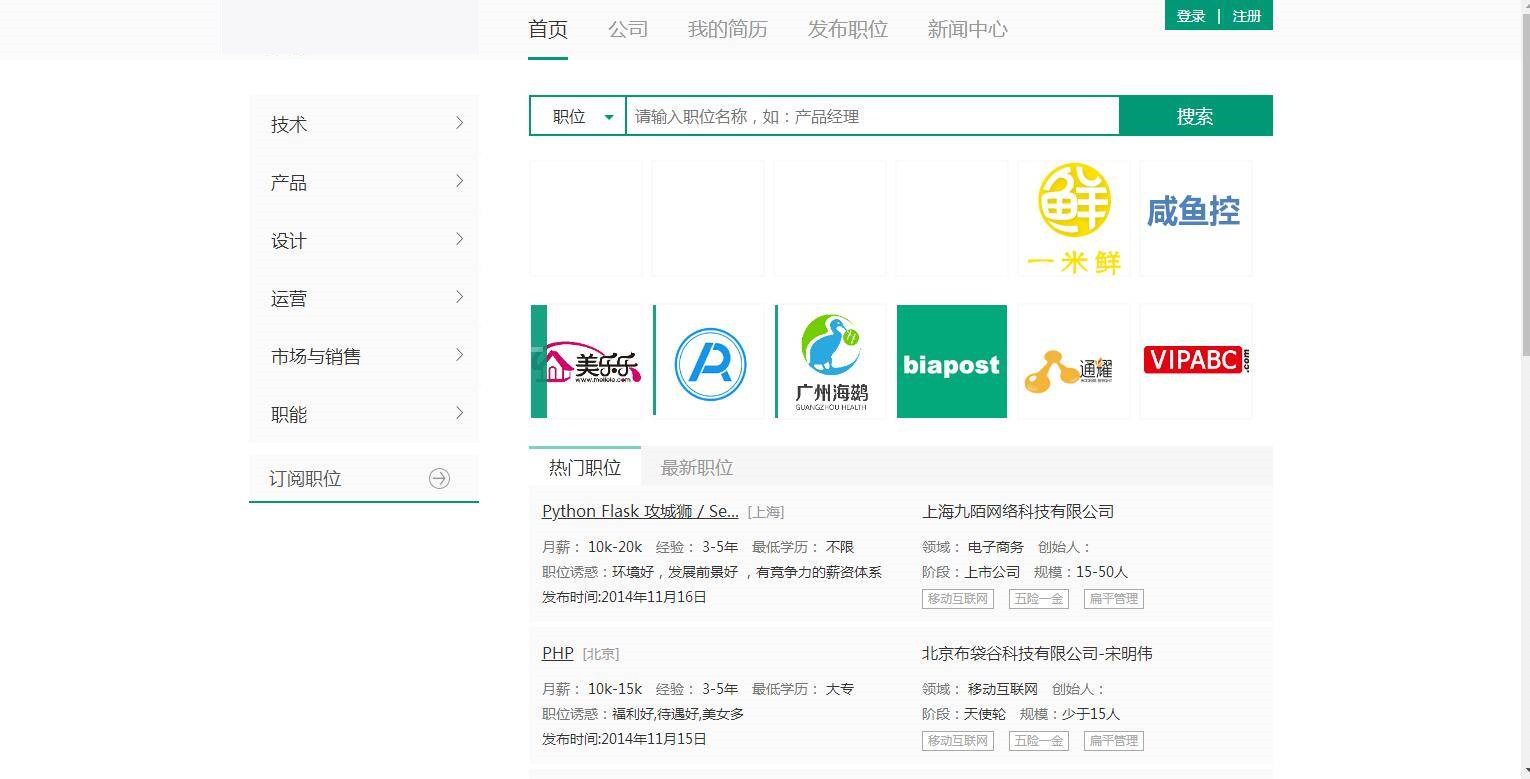 首页 公司 我的简历 发布职位 新闻中心
登录 | 注册
技术
产品
设计
运营
市场与销售
职能
订阅职位
职位 请输入职位名称，如：产品经理 搜索
鲜
一米鲜
咸鱼控
美乐乐
www.meilele.com
广州海鹚
GUANGZHOU HEALTH
biapost
通耀
VIPABC.com
热门职位 最新职位
Python Flask 攻城狮 / Se... [上海]
月薪： 10k-20k 经验： 3-5年 最低学历： 不限
职位诱惑：环境好，发展前景好 ，有竞争力的薪资体系
发布时间:2014年11月16日
上海九陌网络科技有限公司
领域： 电子商务 创始人：
阶段：上市公司 规模：15-50人
移动互联网 五险一金 扁平管理
PHP [北京]
月薪： 10k-15k 经验： 3-5年 最低学历： 大专
职位诱惑：福利好,待遇好,美女多
发布时间:2014年11月15日
北京布袋谷科技有限公司-宋明伟
领域： 移动互联网 创始人：
阶段：天使轮 规模：少于15人
移动互联网 五险一金 扁平管理